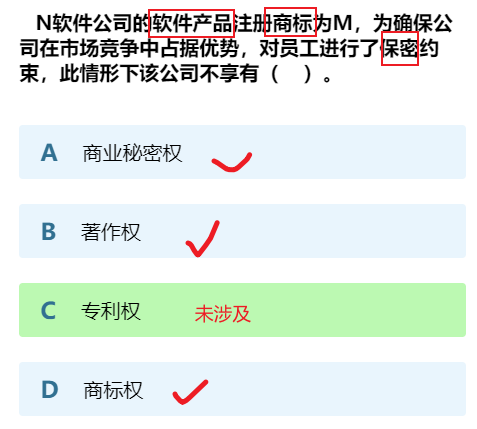 N软件公司的软件产品注册商标为M，为确保公
司在市场竞争中占据优势，对员工进行了保密约
束，此情形下该公司不享有（　）。
A 商业秘密权
B 著作权
C 专利权 未涉及
D 商标权